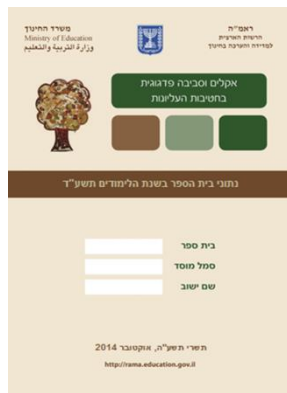 ראמ"ה
הרשות הארצית
למדידה והערכה בחינוך
משרד החינוך
Ministry of Education
وزارة التربية والتعليم
אקלים וסביבה פדגוגית
בחטיבות העליונות
נתוני בית הספר בשנת הלימודים תשע"ד
בית ספר
סמל מוסד
שם ישוב
תשרי תשע"ה, אוקטובר 2014
http://rama.education.gov.il